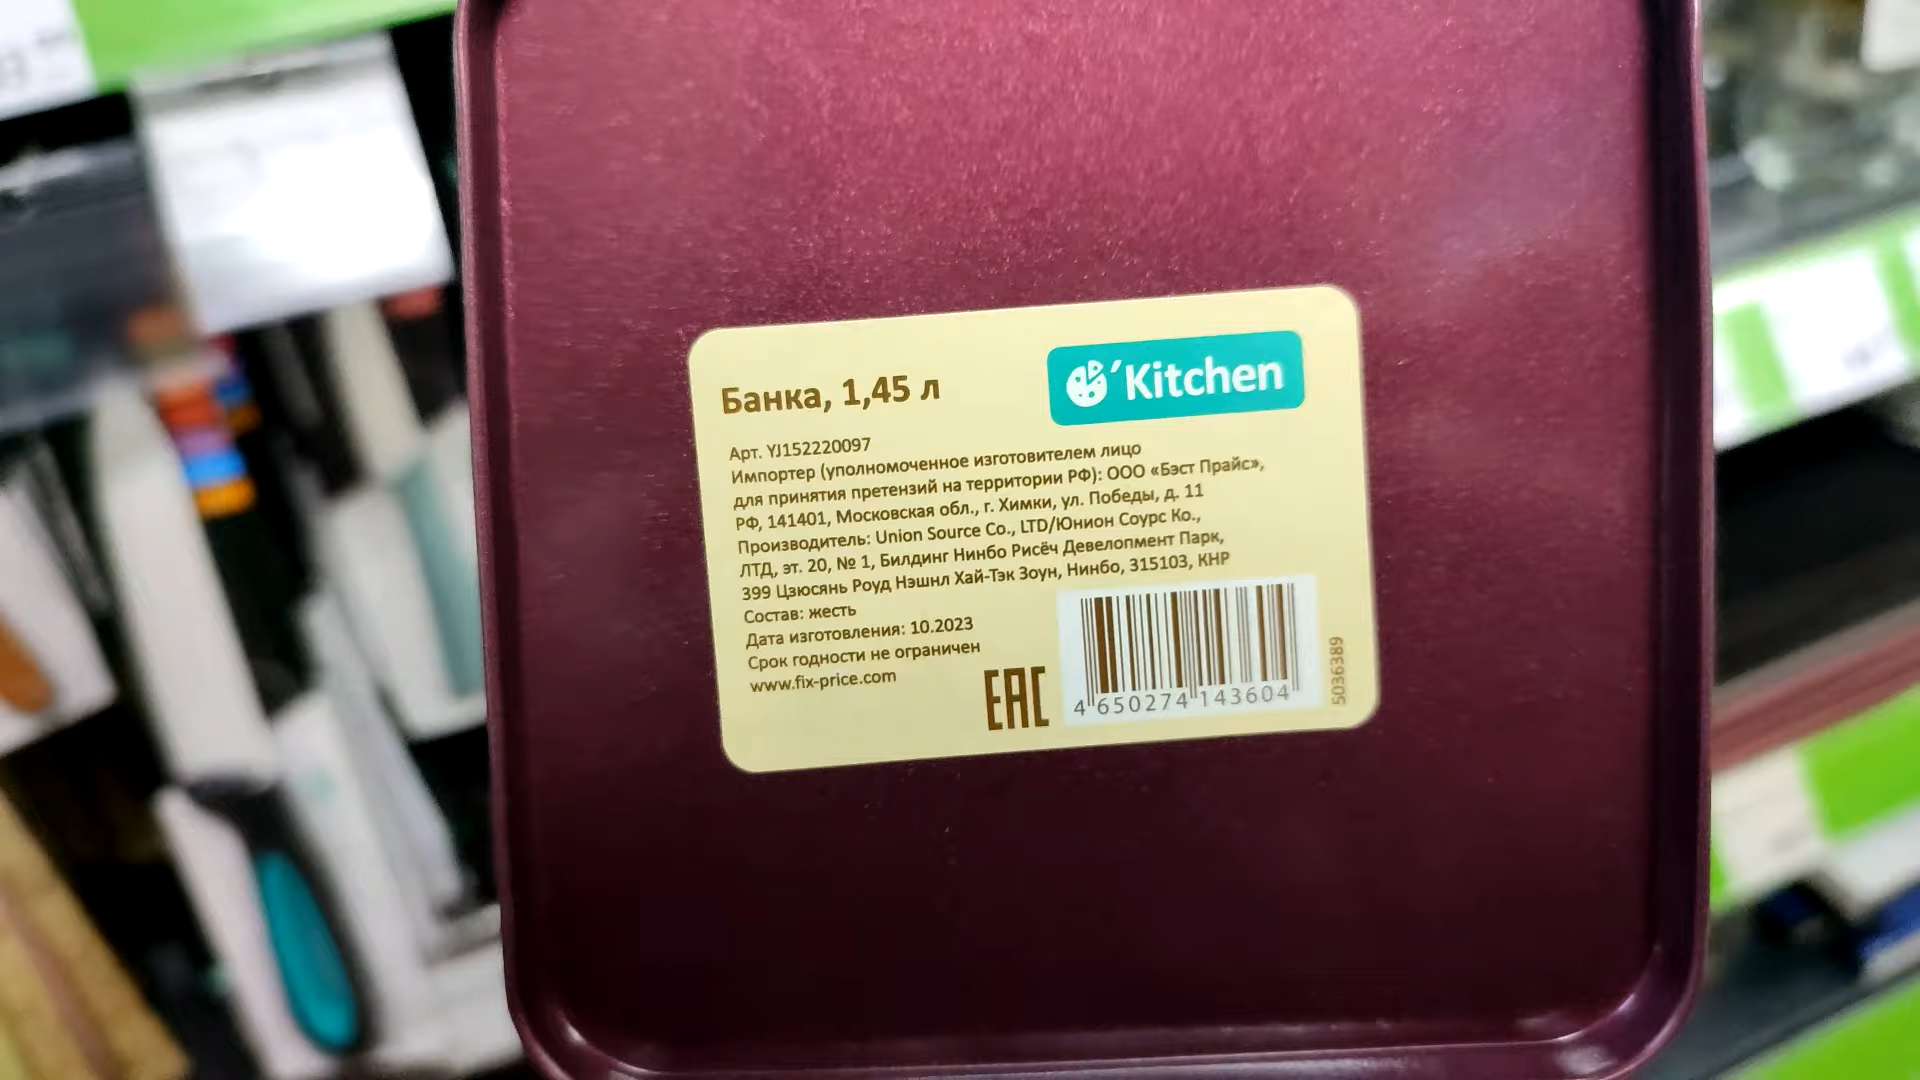 Банка, 1,45 л
'Kitchen
Арт. YJ152220097
Импортер (уполномоченное изготовителем лицо
для принятия претензий на территории РФ): ООО «Бэст Прайс»,
РФ, 141401, Московская обл., г. Химки, ул. Победы, д. 11
Производитель: Union Source Co., LTD/Юнион Соурс Ко.,
ЛТД, эт. 20, № 1, Билдинг Нинбо Рисёч Девелопмент Парк,
399 Цзюсянь Роуд Нэшнл Хай-Тэк Зоун, Нинбо, 315103, КНР
Состав: жесть
Дата изготовления: 10.2023
Срок годности не ограничен
www.fix-price.com
EAC
4 650274 143604
5036389